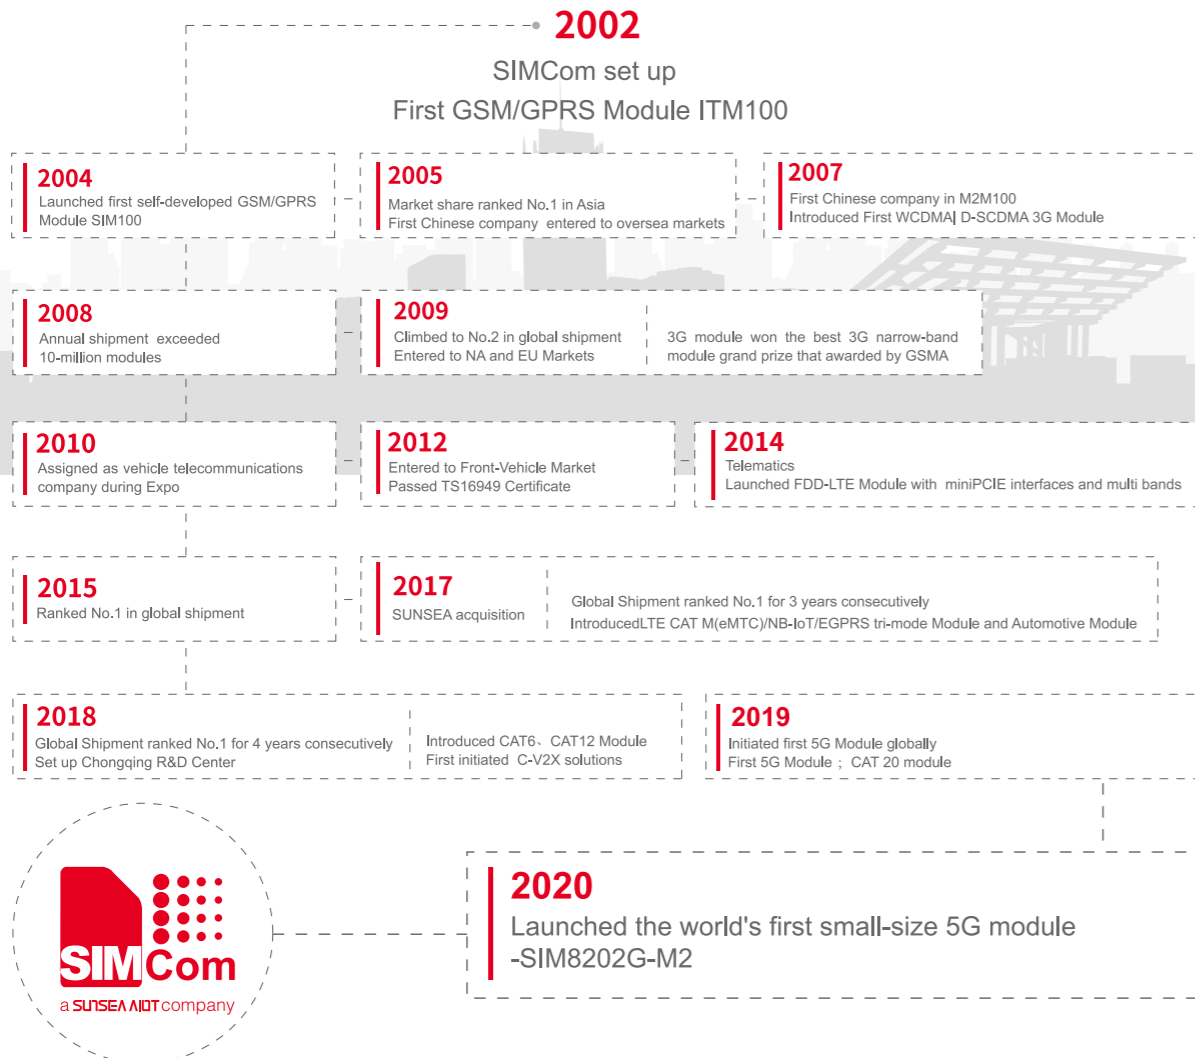 2002
SIMCom set up
First GSM/GPRS Module ITM100
2004
Launched first self-developed GSM/GPRS
Module SIM100
2005
Market share ranked No.1 in Asia
First Chinese company entered to oversea markets
2007
First Chinese company in M2M100
Introduced First WCDMA| D-SCDMA 3G Module
2008
Annual shipment exceeded
10-million modules
2009
Climbed to No.2 in global shipment
Entered to NA and EU Markets
3G module won the best 3G narrow-band
module grand prize that awarded by GSMA
2010
Assigned as vehicle telecommunications
company during Expo
2012
Entered to Front-Vehicle Market
Passed TS16949 Certificate
2014
Telematics
Launched FDD-LTE Module with miniPCIE interfaces and multi bands
2015
Ranked No.1 in global shipment
2017
SUNSEA acquisition
Global Shipment ranked No.1 for 3 years consecutively
IntroducedLTE CAT M(eMTC)/NB-IoT/EGPRS tri-mode Module and Automotive Module
2018
Global Shipment ranked No.1 for 4 years consecutively
Set up Chongqing R&D Center
Introduced CAT6、CAT12 Module
First initiated C-V2X solutions
2019
Initiated first 5G Module globally
First 5G Module ; CAT 20 module
2020
Launched the world's first small-size 5G module
-SIM8202G-M2
SIMCom
a SUNSEA AIOT company